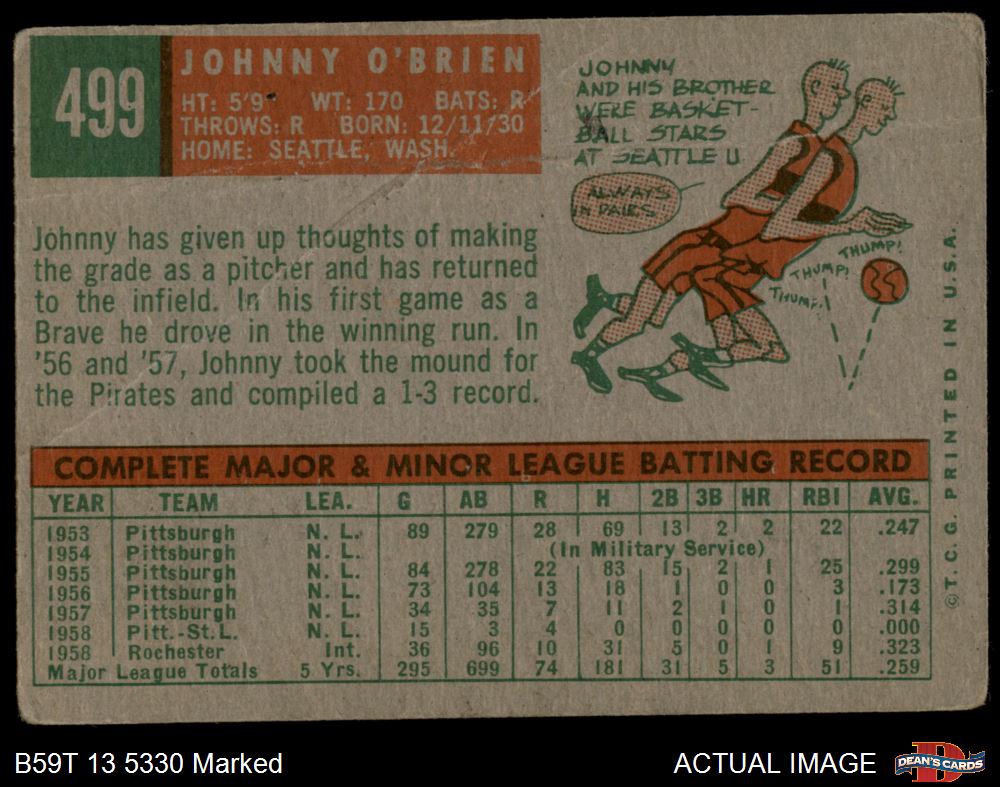 499
JOHNNY O'BRIEN
HT: 5'9" WT: 170 BATS: R
THROWS: R BORN: 12/11/30
HOME: SEATTLE, WASH.
JOHNNY
AND HIS BROTHER
WERE BASKET-
BALL STARS
AT SEATTLE U
ALWAYS
IN PAIRS
THUMP!
THUMP!
THUMP!
Johnny has given up thoughts of making
the grade as a pitcher and has returned
to the infield. In his first game as a
Brave he drove in the winning run. In
'56 and '57, Johnny took the mound for
the Pirates and compiled a 1-3 record.
COMPLETE MAJOR & MINOR LEAGUE BATTING RECORD
YEAR TEAM LEA. G AB R H 2B 3B HR RBI AVG.
1953 Pittsburgh N. L. 89 279 28 69 13 2 2 22 .247
1954 Pittsburgh N. L. (In Military Service)
1955 Pittsburgh N. L. 84 278 22 83 15 2 1 25 .299
1956 Pittsburgh N. L. 73 104 13 18 1 0 0 3 .173
1957 Pittsburgh N. L. 34 35 7 11 2 1 0 1 .314
1958 Pitt.-St.L. N. L. 15 3 4 0 0 0 0 0 .000
1958 Rochester Int. 36 96 10 31 5 0 1 9 .323
Major League Totals 5 Yrs. 295 699 74 181 31 5 3 51 .259
©T.C.G. PRINTED IN U.S.A.
B59T 13 5330 Marked
ACTUAL IMAGE
DEAN'S CARDS